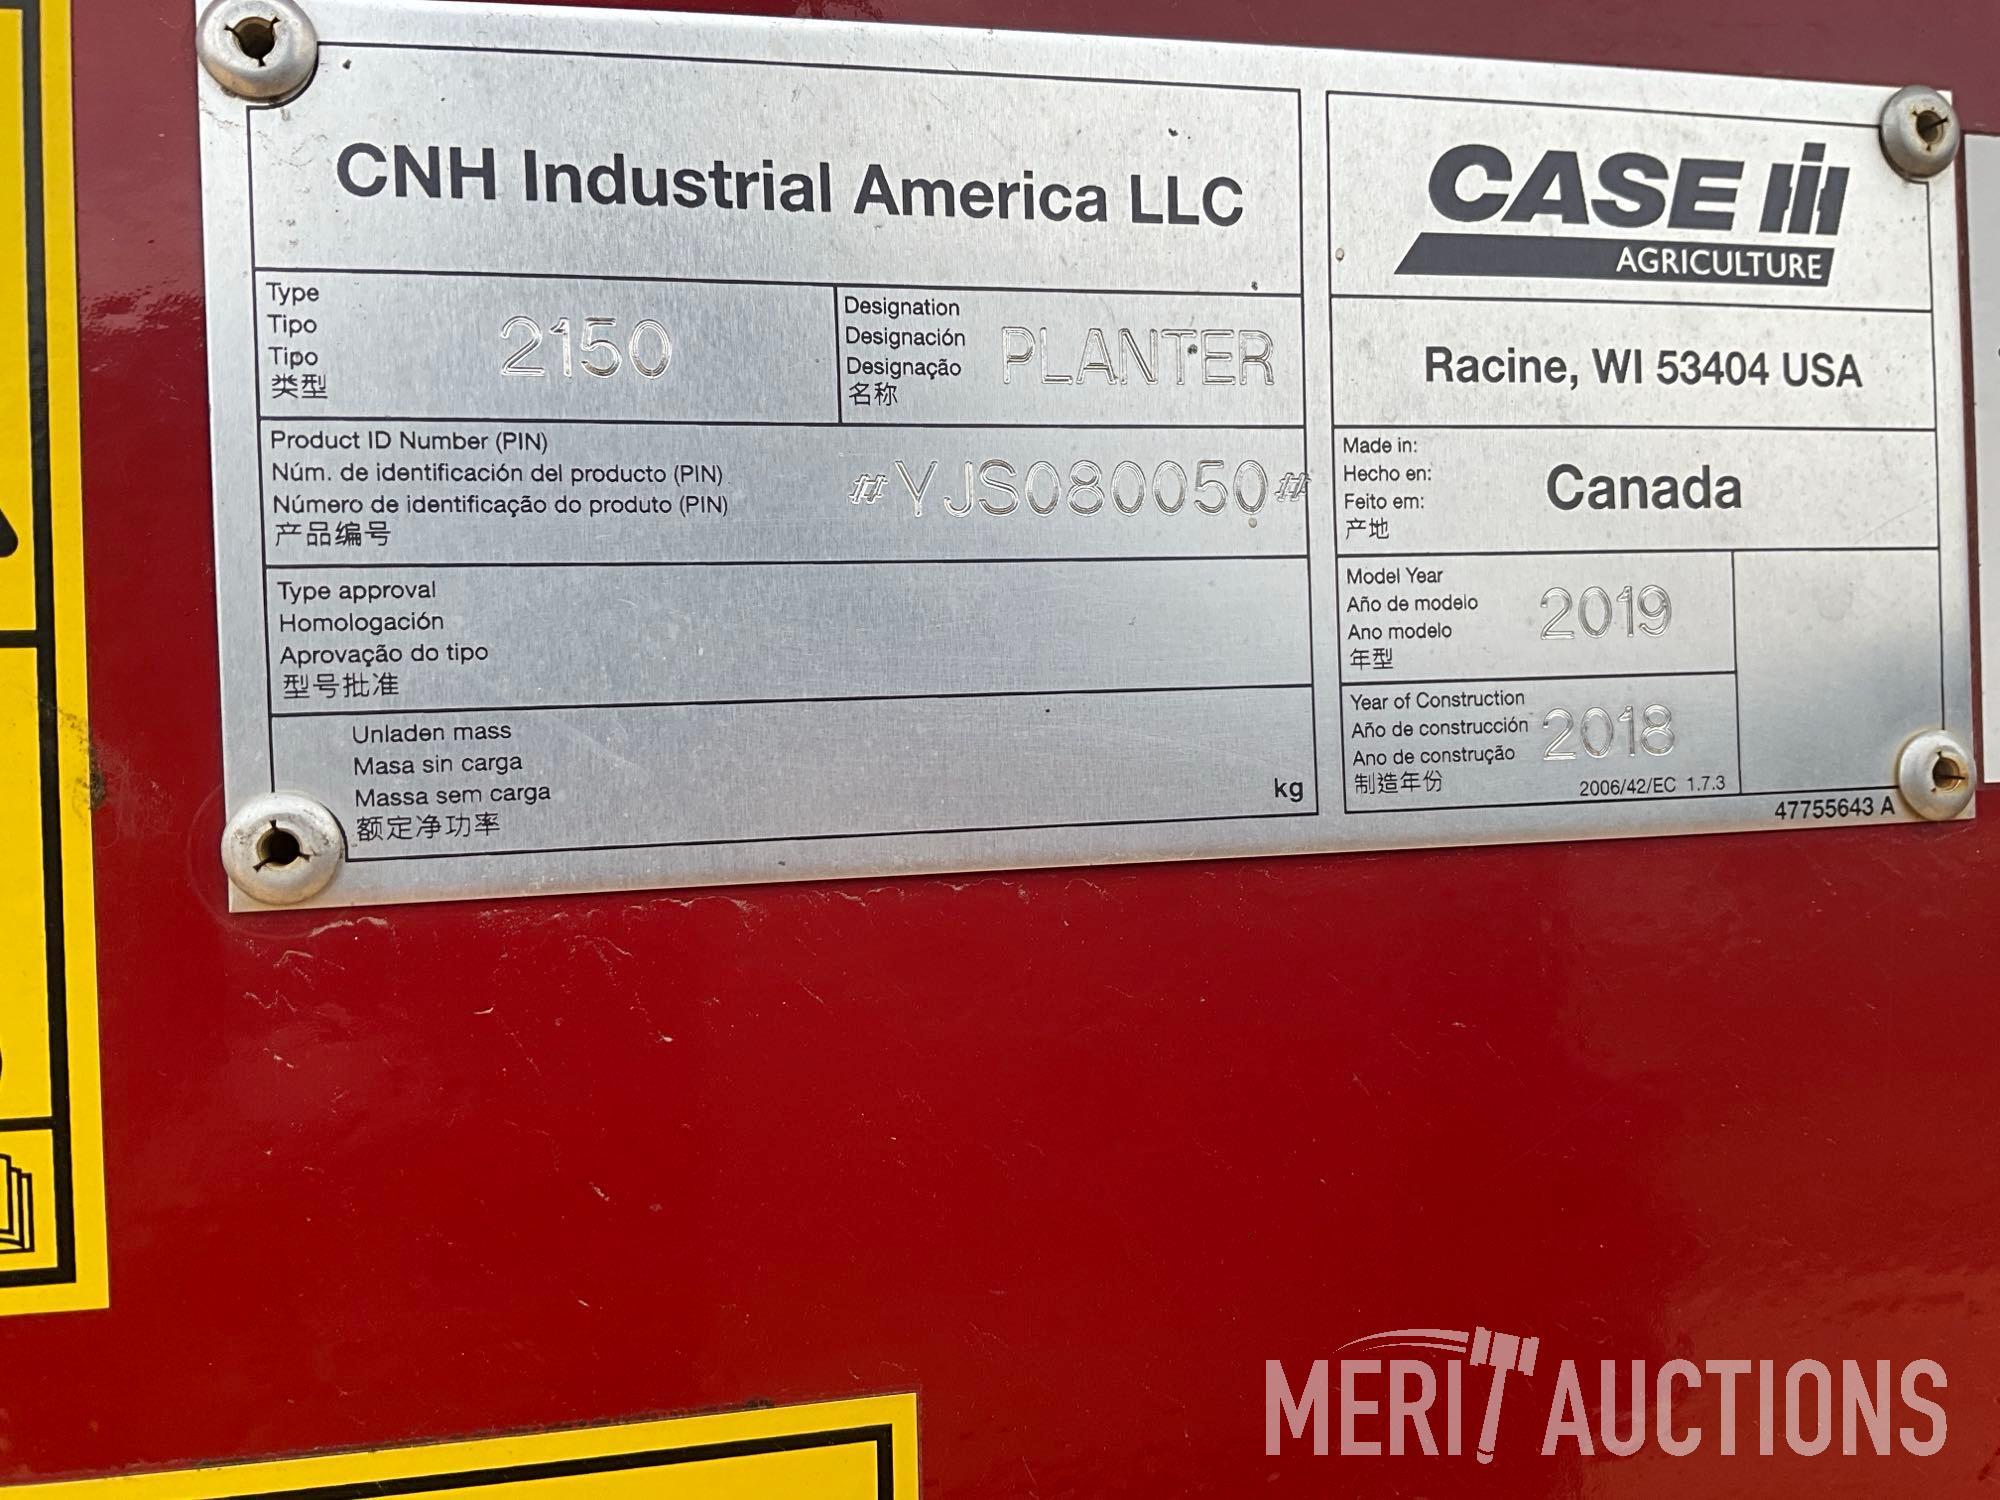 CNH Industrial America LLC
Type
Tipo
Tipo
类型
2150
Designation
Designación
Designação
名称
PLANTER
Product ID Number (PIN)
Núm. de identificación del producto (PIN)
Número de identificação do produto (PIN)
产品编号
#YJS080050#
Type approval
Homologación
Aprovação do tipo
型号批准
Unladen mass
Masa sin carga
Massa sem carga
额定净功率
kg
CASE IH
AGRICULTURE
Racine, WI 53404 USA
Made in:
Hecho en:
Feito em:
产地
Canada
Model Year
Año de modelo
Ano modelo
年型
2019
Year of Construction
Año de construcción
Ano de construção
制造年份
2018
2006/42/EC 1.7.3
47755643 A
MERIT AUCTIONS